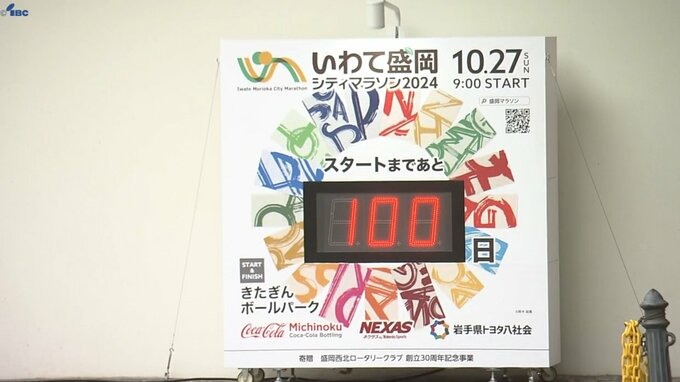 ©IBC
いわて盛岡
シティマラソン2024
Iwate Morioka City Marathon
10.27 SUN
9:00 START
盛岡マラソン
スタートまであと
100
日
START
&
FINISH
きたぎん
ボールパーク
Coca-Cola
Michinoku
Coca-Cola Bottling
NEXAS
岩手県トヨタ八社会
寄贈 盛岡西北ロータリークラブ 創立30周年記念事業